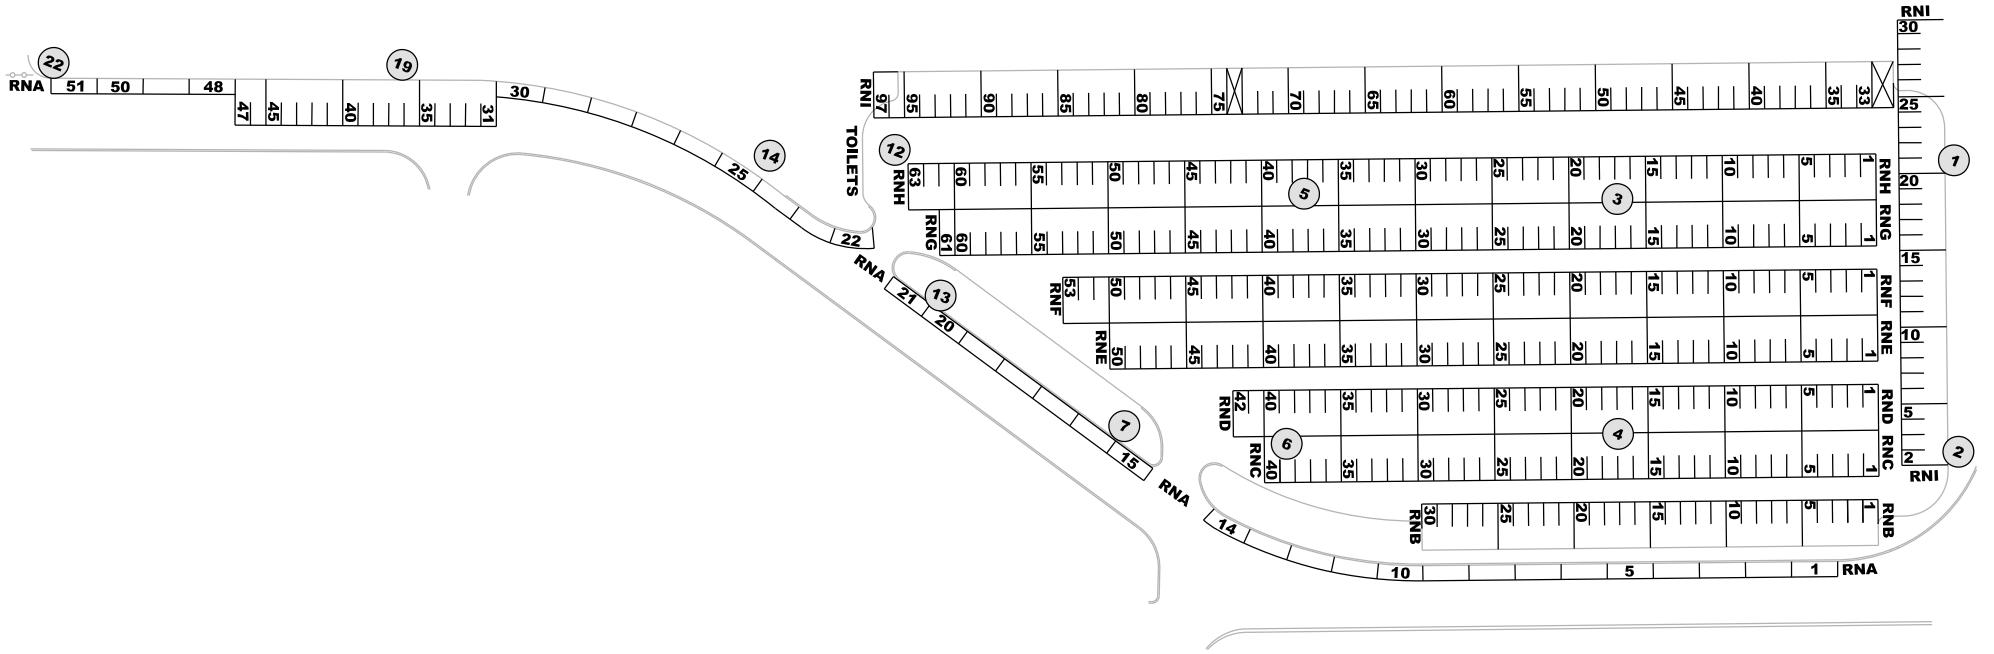 RNI
30
22
19
RNA 51 50 48
47 45 40 35 31
30
RNI 97 95 90 85 80 75 70 65 60 55 50 45 40 35 33
25
TOILETS
14
25
22
12
RNH 63 60 55 50 45 40 35 30 25 20 15 10 5 1 RNH
5
3
1
20
RNG 61 60 55 50 45 40 35 30 25 20 15 10 5 1 RNG
15
RNA
21
13
20
RNF 53 50 45 40 35 30 25 20 15 10 5 1 RNF
10
RNE 50 45 40 35 30 25 20 15 10 5 1 RNE
7
15
RNA
RND 42 40 35 30 25 20 15 10 5 1 RND
5
6
4
2
RNC 40 35 30 25 20 15 10 5 1 RNC
2
RNI
RNB 30 25 20 15 10 5 1 RNB
14
10 5 1 RNA